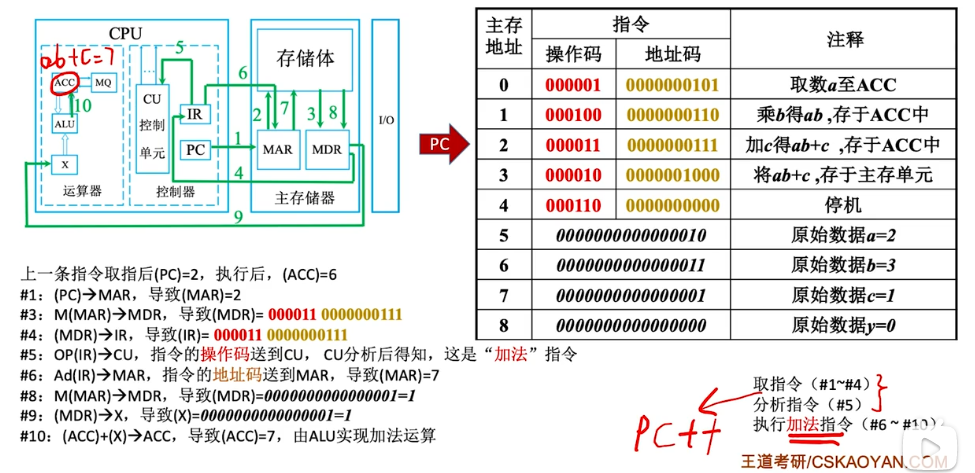 CPU
ab+c=7
ACC
MQ
5
10
ALU
X
运算器
CU
控制
单元
IR
PC
控制器
6
1
4
9
存储体
2
7
3
8
MAR
MDR
主存储器
I/O
PC
主存
地址
指令
注释
操作码 地址码
0 000001 0000000101 取数a至ACC
1 000100 0000000110 乘b得ab ,存于ACC中
2 000011 0000000111 加c得ab+c ,存于ACC中
3 000010 0000001000 将ab+c ,存于主存单元
4 000110 0000000000 停机
5 0000000000000010 原始数据a=2
6 0000000000000011 原始数据b=3
7 0000000000000001 原始数据c=1
8 0000000000000000 原始数据y=0
上一条指令取指后(PC)=2，执行后，(ACC)=6
#1：(PC)→MAR，导致(MAR)=2
#3：M(MAR)→MDR，导致(MDR)= 000011 0000000111
#4：(MDR)→IR，导致(IR)= 000011 0000000111
#5：OP(IR)→CU，指令的操作码送到CU， CU分析后得知，这是“加法”指令
#6：Ad(IR)→MAR，指令的地址码送到MAR，导致(MAR)=7
#8：M(MAR)→MDR，导致(MDR)=0000000000000001=1
#9：(MDR)→X，导致(X)=0000000000000001=1
#10：(ACC)+(X)→ACC，导致(ACC)=7，由ALU实现加法运算
取指令（#1~#4）
分析指令（#5）
执行加法指令（#6 ~ #10）
PC++
王道考研/CSKAOYAN.COM